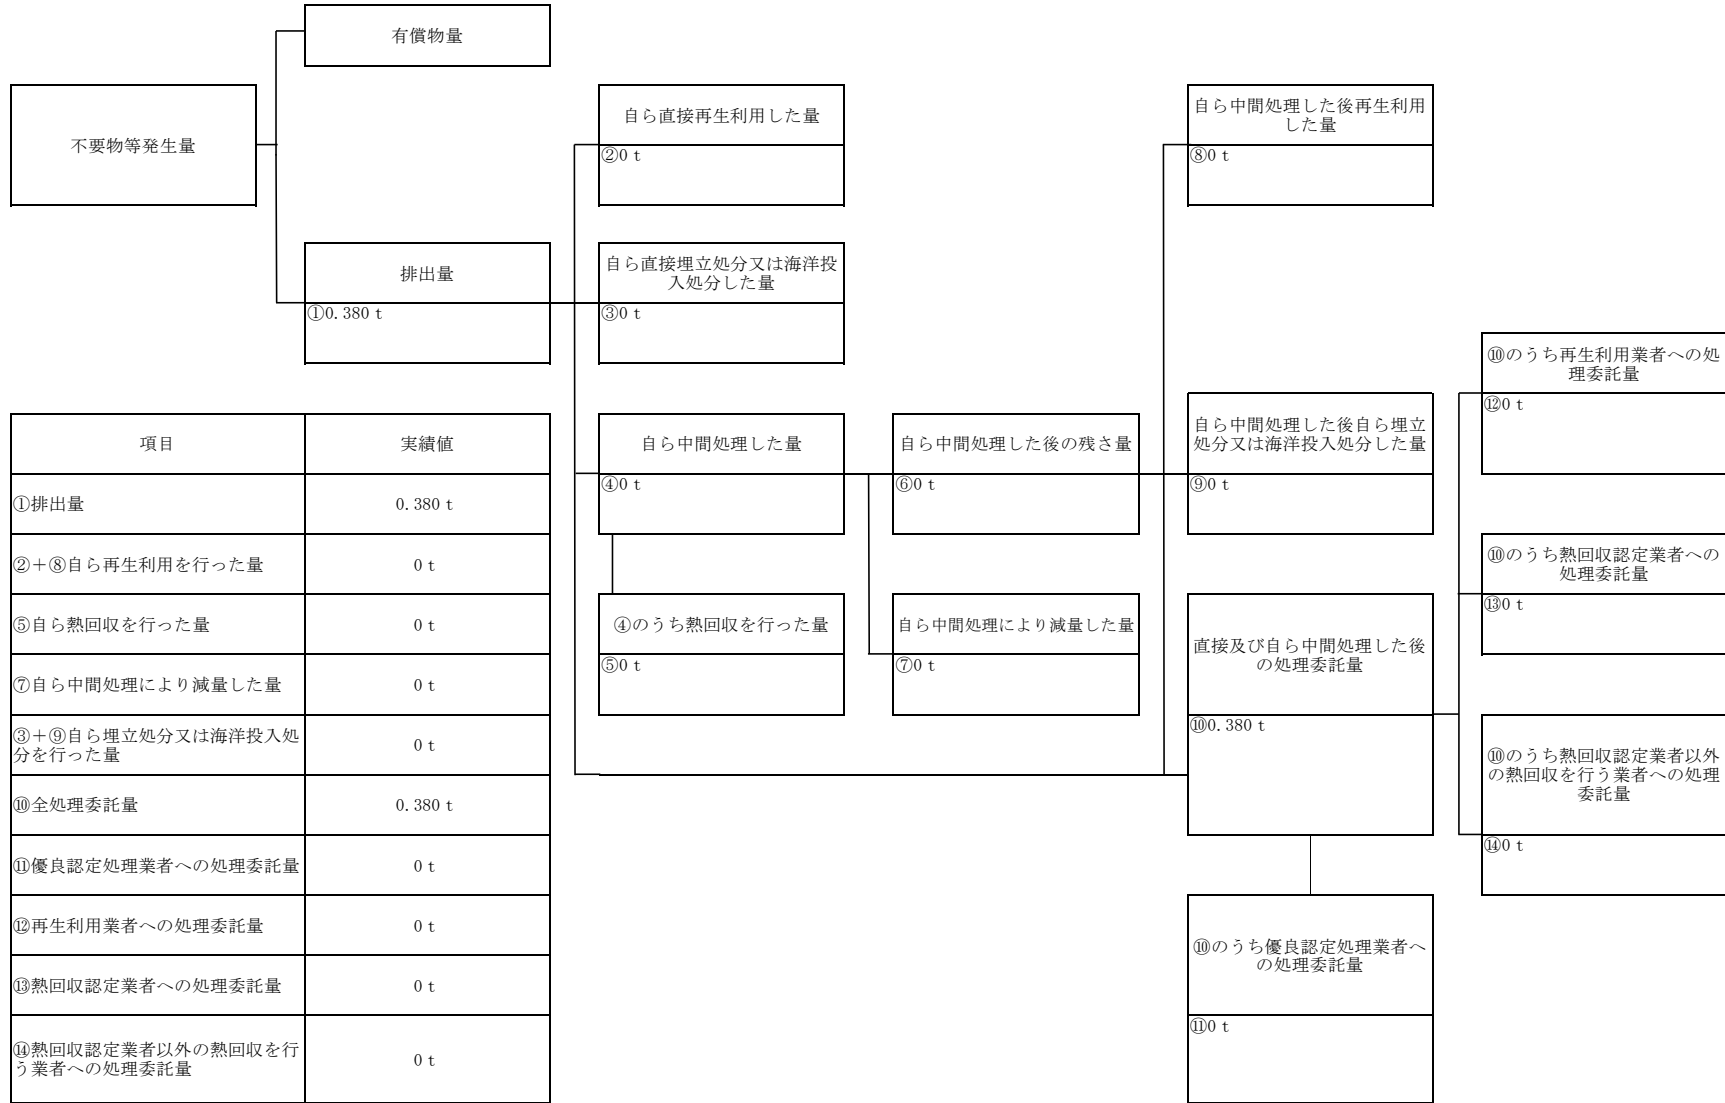 有償物量
不要物等発生量
自ら直接再生利用した量
②0 t
自ら中間処理した後再生利用
した量
⑧0 t
排出量
①0.380 t
自ら直接埋立処分又は海洋投
入処分した量
③0 t
⑩のうち再生利用業者への処
理委託量
⑫0 t
自ら中間処理した量
④0 t
自ら中間処理した後の残さ量
⑥0 t
自ら中間処理した後自ら埋立
処分又は海洋投入処分した量
⑨0 t
⑩のうち熱回収認定業者への
処理委託量
⑬0 t
④のうち熱回収を行った量
⑤0 t
自ら中間処理により減量した量
⑦0 t
直接及び自ら中間処理した後
の処理委託量
⑩0.380 t
⑩のうち熱回収認定業者以外
の熱回収を行う業者への処理
委託量
⑭0 t
⑩のうち優良認定処理業者へ
の処理委託量
⑪0 t
項目 実績値
①排出量 0.380 t
②＋⑧自ら再生利用を行った量 0 t
⑤自ら熱回収を行った量 0 t
⑦自ら中間処理により減量した量 0 t
③＋⑨自ら埋立処分又は海洋投入処
分を行った量 0 t
⑩全処理委託量 0.380 t
⑪優良認定処理業者への処理委託量 0 t
⑫再生利用業者への処理委託量 0 t
⑬熱回収認定業者への処理委託量 0 t
⑭熱回収認定業者以外の熱回収を行
う業者への処理委託量 0 t